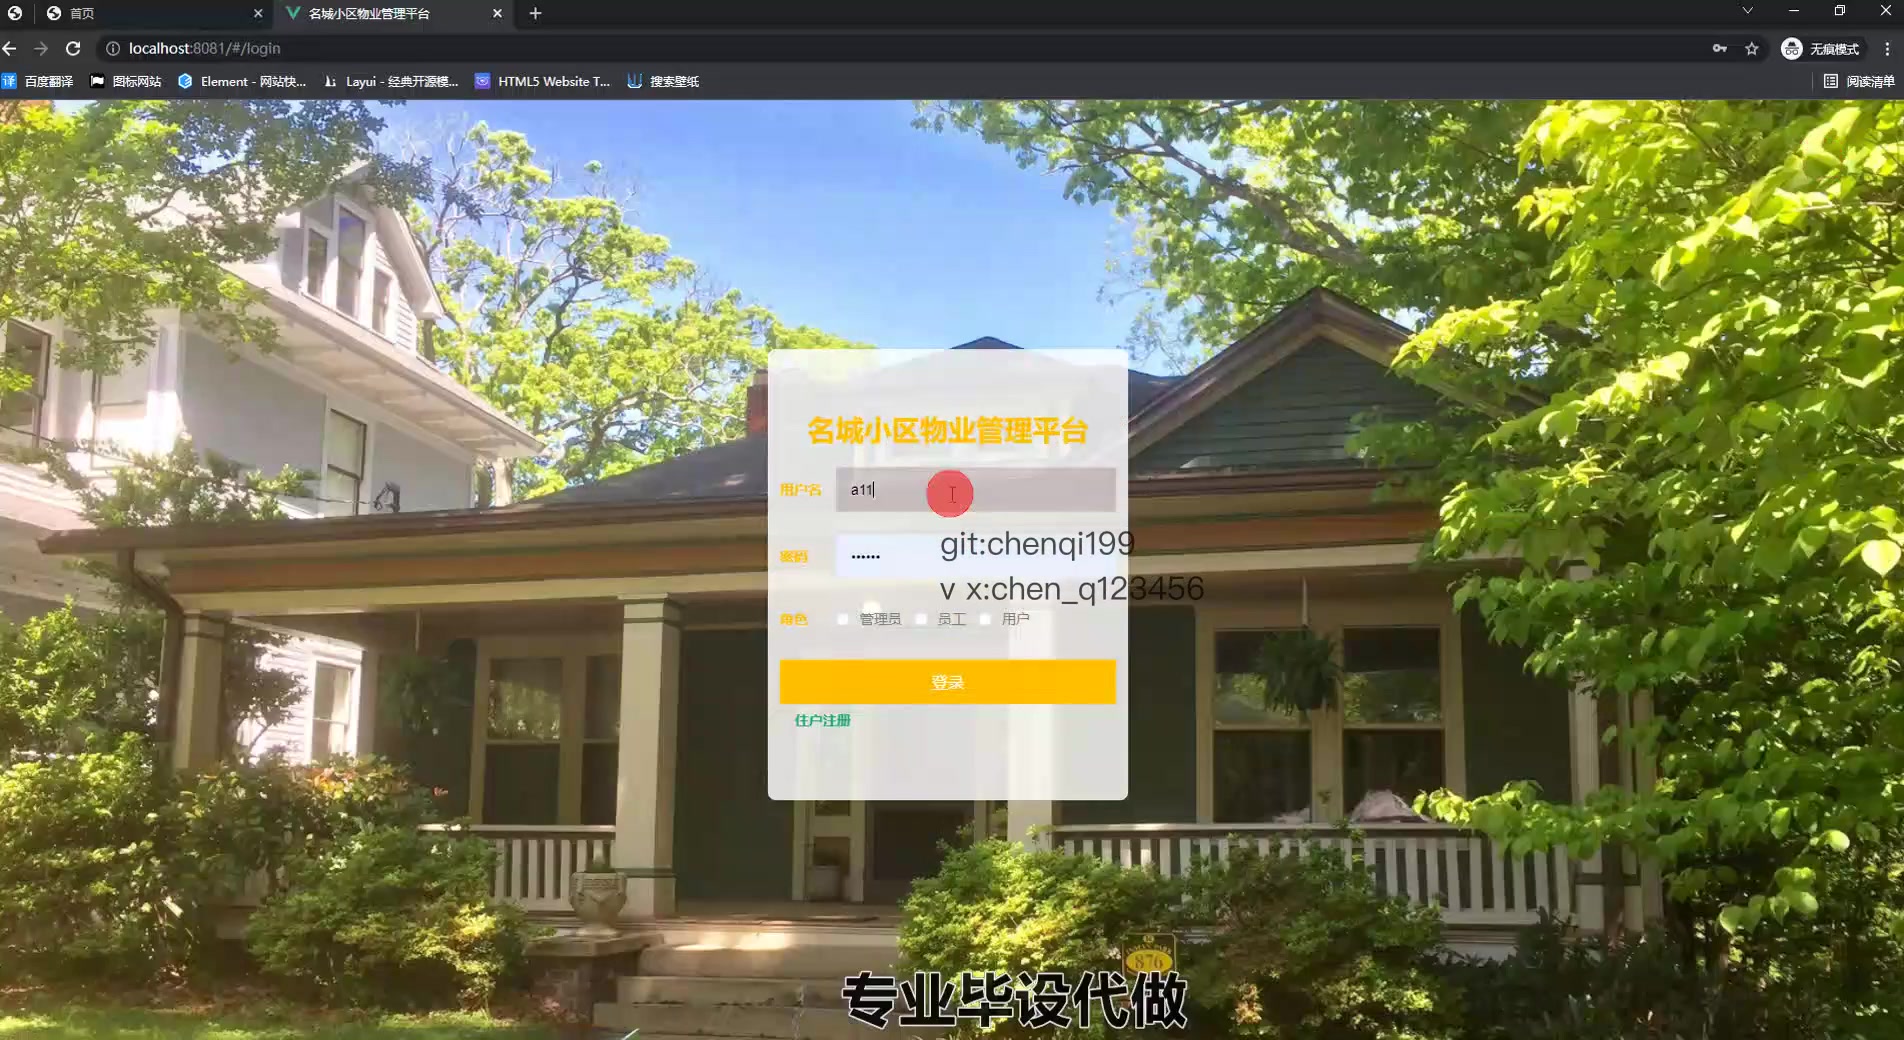 首页
名城小区物业管理平台
localhost:8081/#/login
无痕模式
百度翻译
图标网站
Element - 网站快...
Layui - 经典开源模...
HTML5 Website T...
搜索壁纸
阅读清单
名城小区物业管理平台
用户名 a11
密码 ••••••
git:chenqi199
v x:chen_q123456
角色 管理员 员工 用户
登录
住户注册
876
专业毕设代做